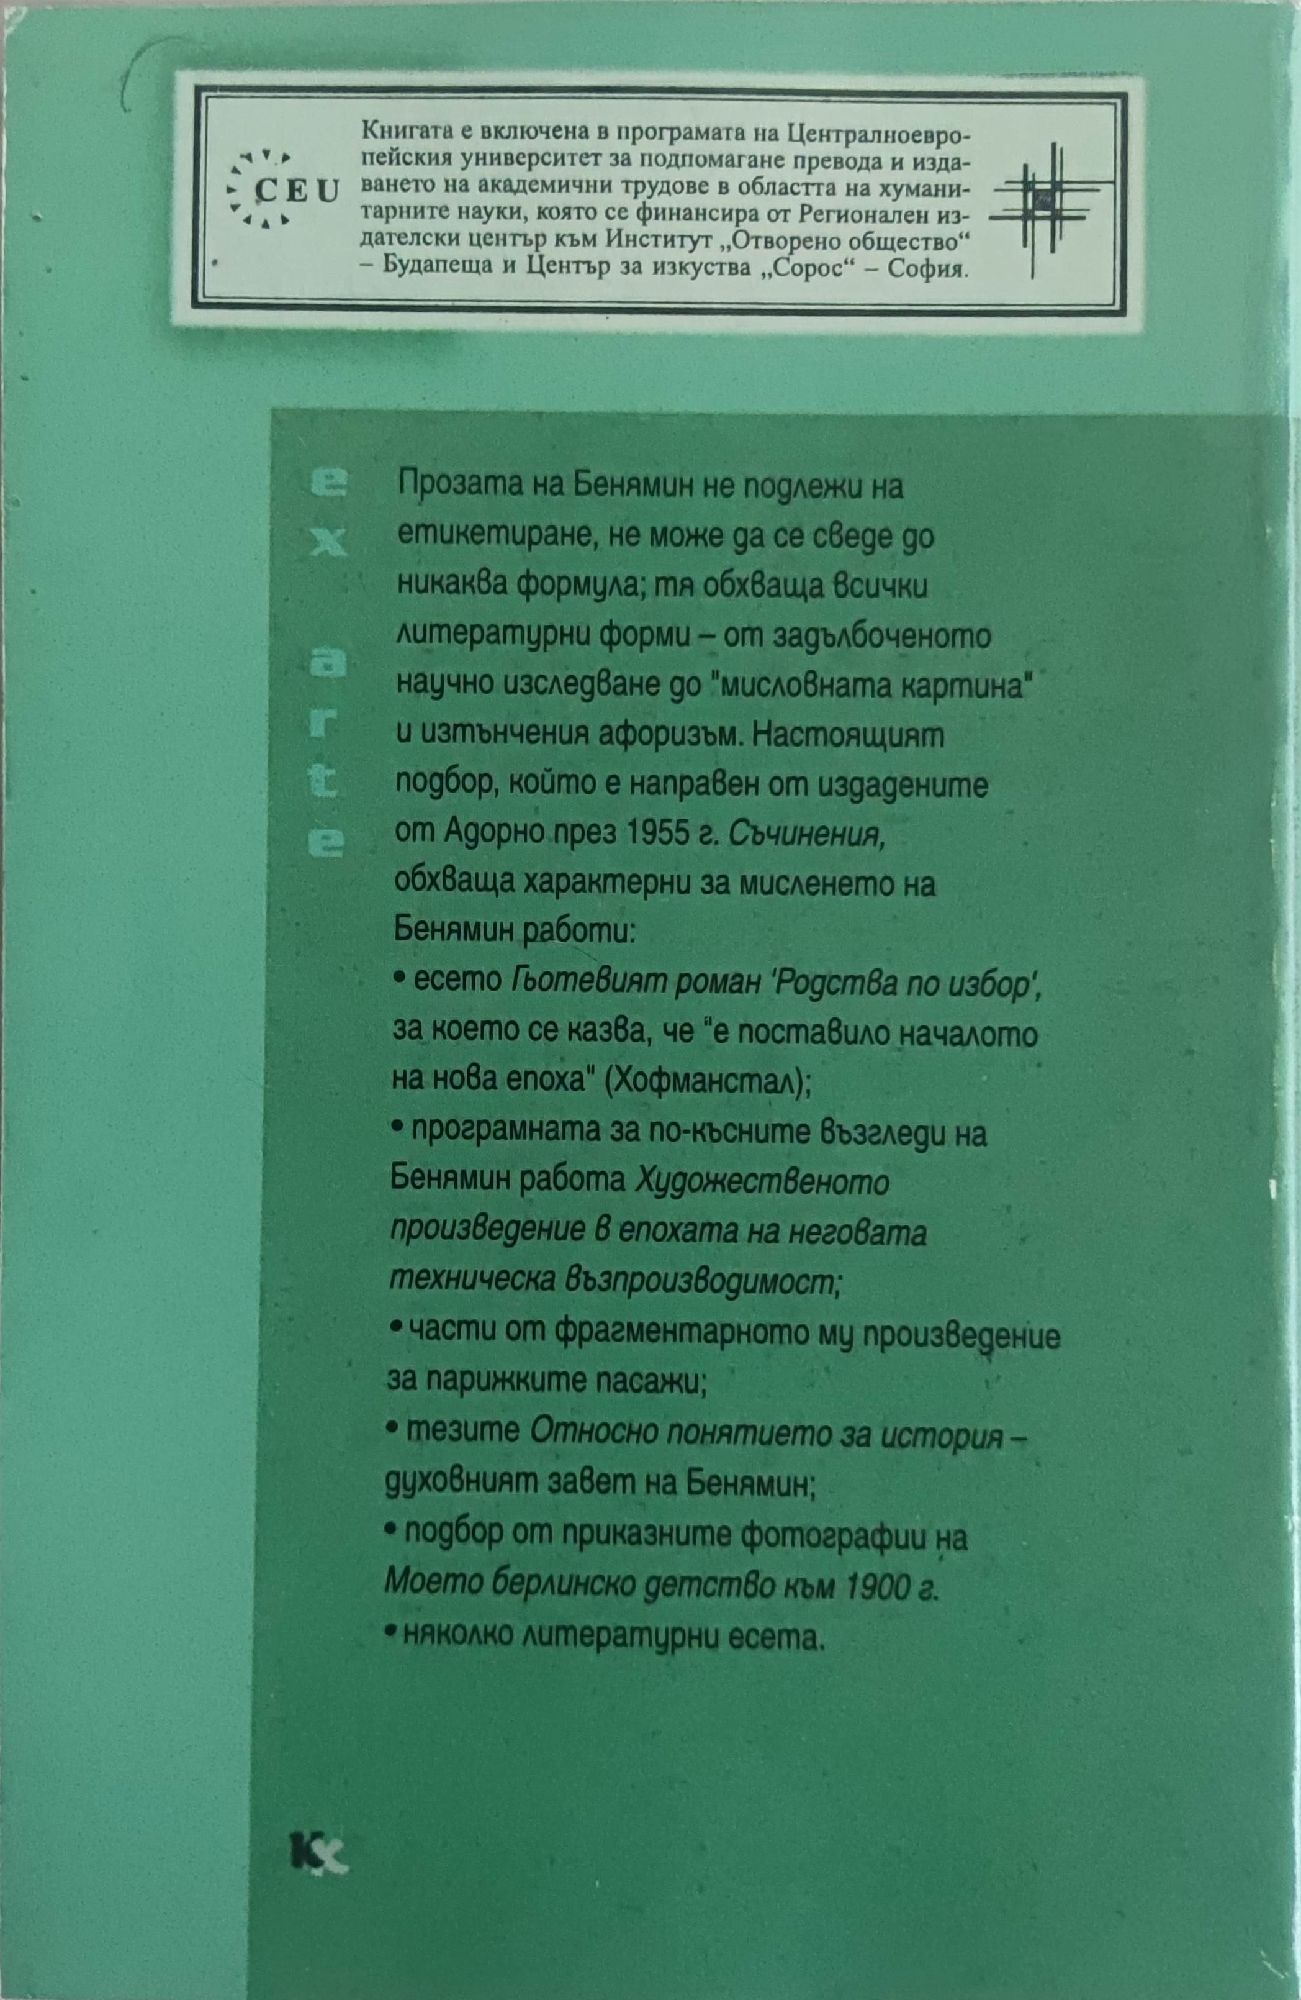 Книгата е включена в програмата на Централноевро-
пейския университет за подпомагане превода и изда-
ването на академични трудове в областта на хумани-
тарните науки, която се финансира от Регионален из-
дателски център към Институт „Отворено общество“
– Будапеща и Център за изкуства „Сорос“ – София.
CEU
ex arte
Прозата на Бенямин не подлежи на
етикетиране, не може да се сведе до
никаква формула; тя обхваща всички
литературни форми – от задълбоченото
научно изследване до "мисловната картина"
и изтънчения афоризъм. Настоящият
подбор, който е направен от издадените
от Адорно през 1955 г. Съчинения,
обхваща характерни за мисленето на
Бенямин работи:
• есето Гьотевият роман 'Родства по избор',
за което се казва, че "е поставило началото
на нова епоха" (Хофманстал);
• програмната за по-късните възгледи на
Бенямин работа Художественото
произведение в епохата на неговата
техническа възпроизводимост;
• части от фрагментарното му произведение
за парижките пасажи;
• тезите Относно понятието за история –
духовният завет на Бенямин;
• подбор от приказните фотографии на
Моето берлинско детство към 1900 г.
• няколко литературни есета.
Кх